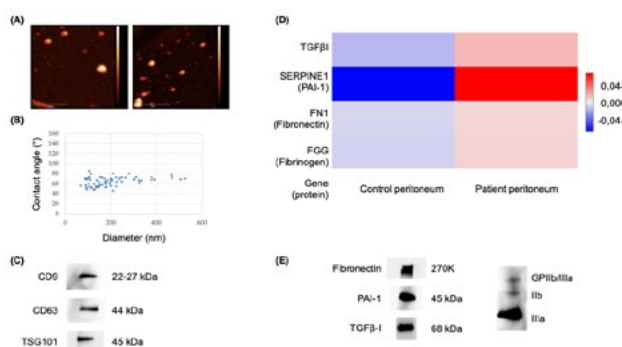 (A)
(B)
Contact angle (°)
160
140
120
100
80
60
40
20
0
0
200
400
600
Diameter (nm)
(C)
CD9
22-27 kDa
CD63
44 kDa
TSG101
45 kDa
(D)
TGFβI
SERPINE1
(PAI-1)
FN1
(Fibronectin)
FGG
(Fibrinogen)
Gene
(protein)
Control peritoneum
Patient peritoneum
0,04
0,000
-0,04
(E)
Fibronectin
270K
PAI-1
45 kDa
TGFβ-I
68 kDa
GPIIb/IIIa
IIb
IIIa